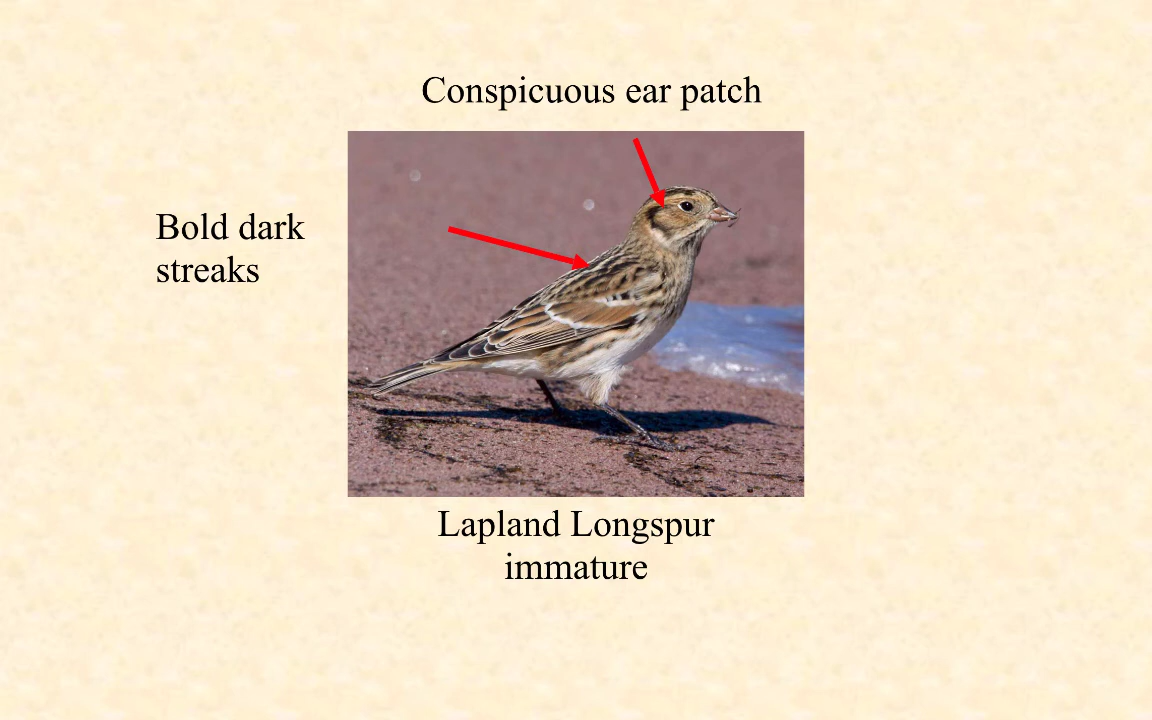 Conspicuous ear patch
Bold dark
streaks
Lapland Longspur
immature